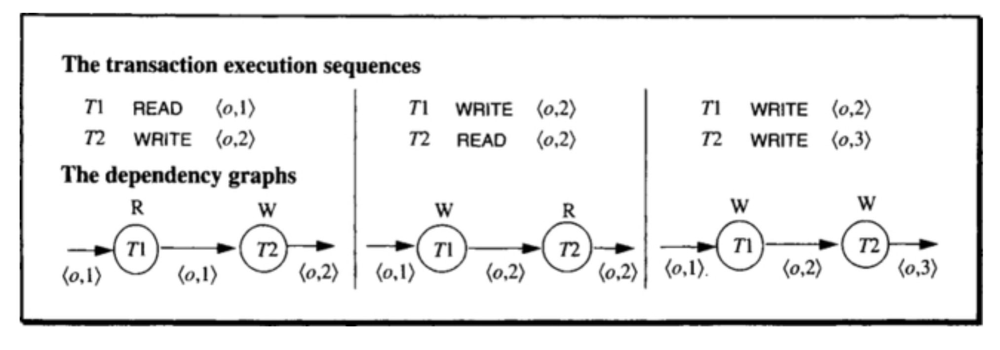 The transaction execution sequences
T1 READ ⟨o,1⟩
T2 WRITE ⟨o,2⟩
T1 WRITE ⟨o,2⟩
T2 READ ⟨o,2⟩
T1 WRITE ⟨o,2⟩
T2 WRITE ⟨o,3⟩
The dependency graphs
R W
T1 T2
⟨o,1⟩ ⟨o,1⟩ ⟨o,2⟩
W R
T1 T2
⟨o,1⟩ ⟨o,2⟩ ⟨o,2⟩
W W
T1 T2
⟨o,1⟩. ⟨o,2⟩ ⟨o,3⟩